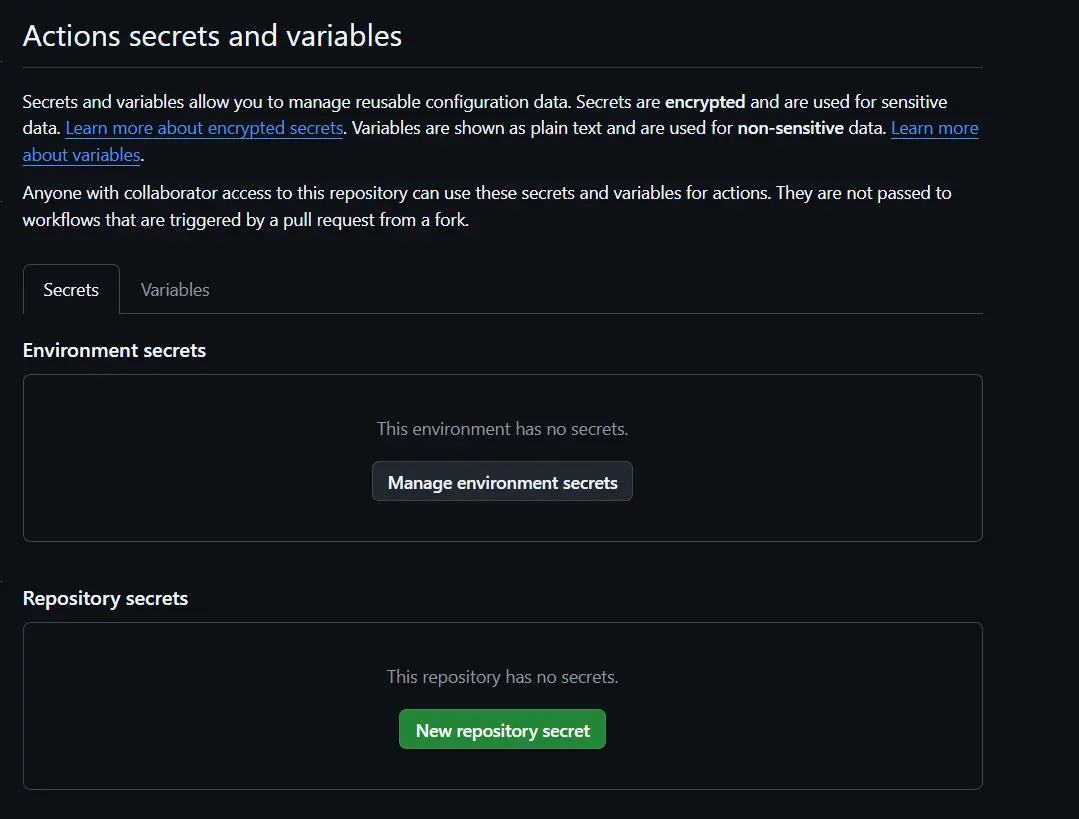 Actions secrets and variables
Secrets and variables allow you to manage reusable configuration data. Secrets are encrypted and are used for sensitive
data. Learn more about encrypted secrets. Variables are shown as plain text and are used for non-sensitive data. Learn more
about variables.
Anyone with collaborator access to this repository can use these secrets and variables for actions. They are not passed to
workflows that are triggered by a pull request from a fork.
Secrets
Variables
Environment secrets
This environment has no secrets.
Manage environment secrets
Repository secrets
This repository has no secrets.
New repository secret